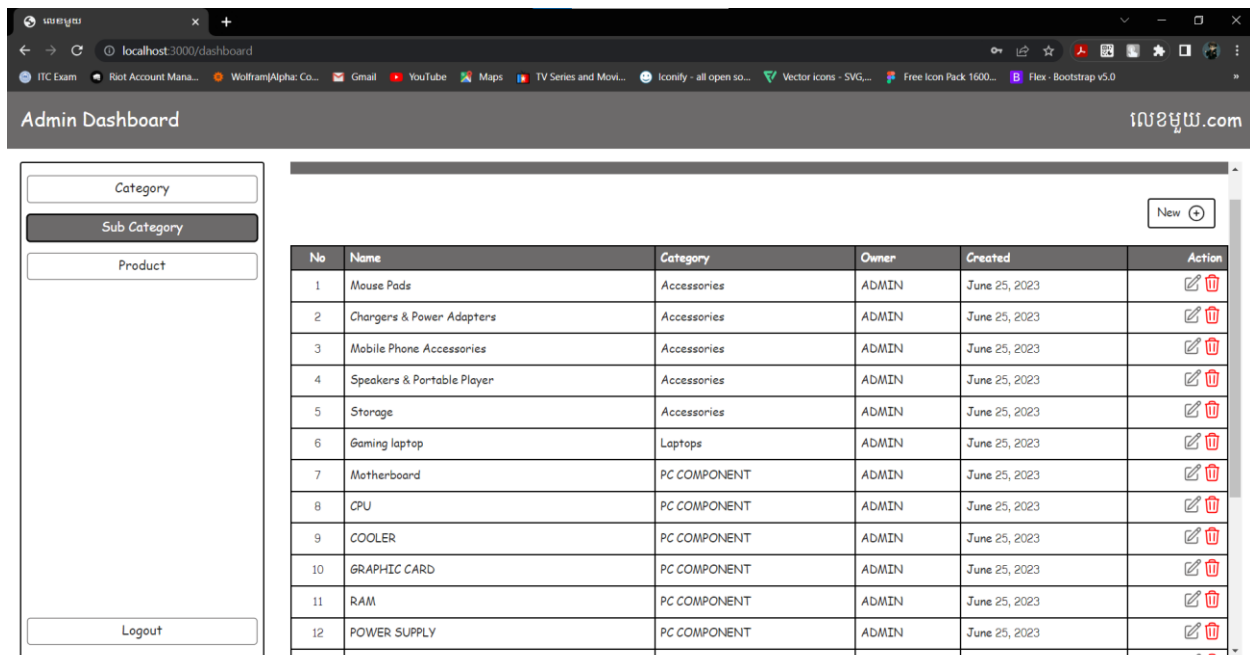 លេខមួយ
localhost:3000/dashboard
ITC Exam Riot Account Mana... Wolfram|Alpha: Co... Gmail YouTube Maps TV Series and Movi... Iconify - all open so... Vector icons - SVG,... Free Icon Pack 1600... Flex · Bootstrap v5.0 »
Admin Dashboard លេខមួយ.com
Category
Sub Category
Product
Logout
New
No Name Category Owner Created Action
1 Mouse Pads Accessories ADMIN June 25, 2023
2 Chargers & Power Adapters Accessories ADMIN June 25, 2023
3 Mobile Phone Accessories Accessories ADMIN June 25, 2023
4 Speakers & Portable Player Accessories ADMIN June 25, 2023
5 Storage Accessories ADMIN June 25, 2023
6 Gaming laptop Laptops ADMIN June 25, 2023
7 Motherboard PC COMPONENT ADMIN June 25, 2023
8 CPU PC COMPONENT ADMIN June 25, 2023
9 COOLER PC COMPONENT ADMIN June 25, 2023
10 GRAPHIC CARD PC COMPONENT ADMIN June 25, 2023
11 RAM PC COMPONENT ADMIN June 25, 2023
12 POWER SUPPLY PC COMPONENT ADMIN June 25, 2023